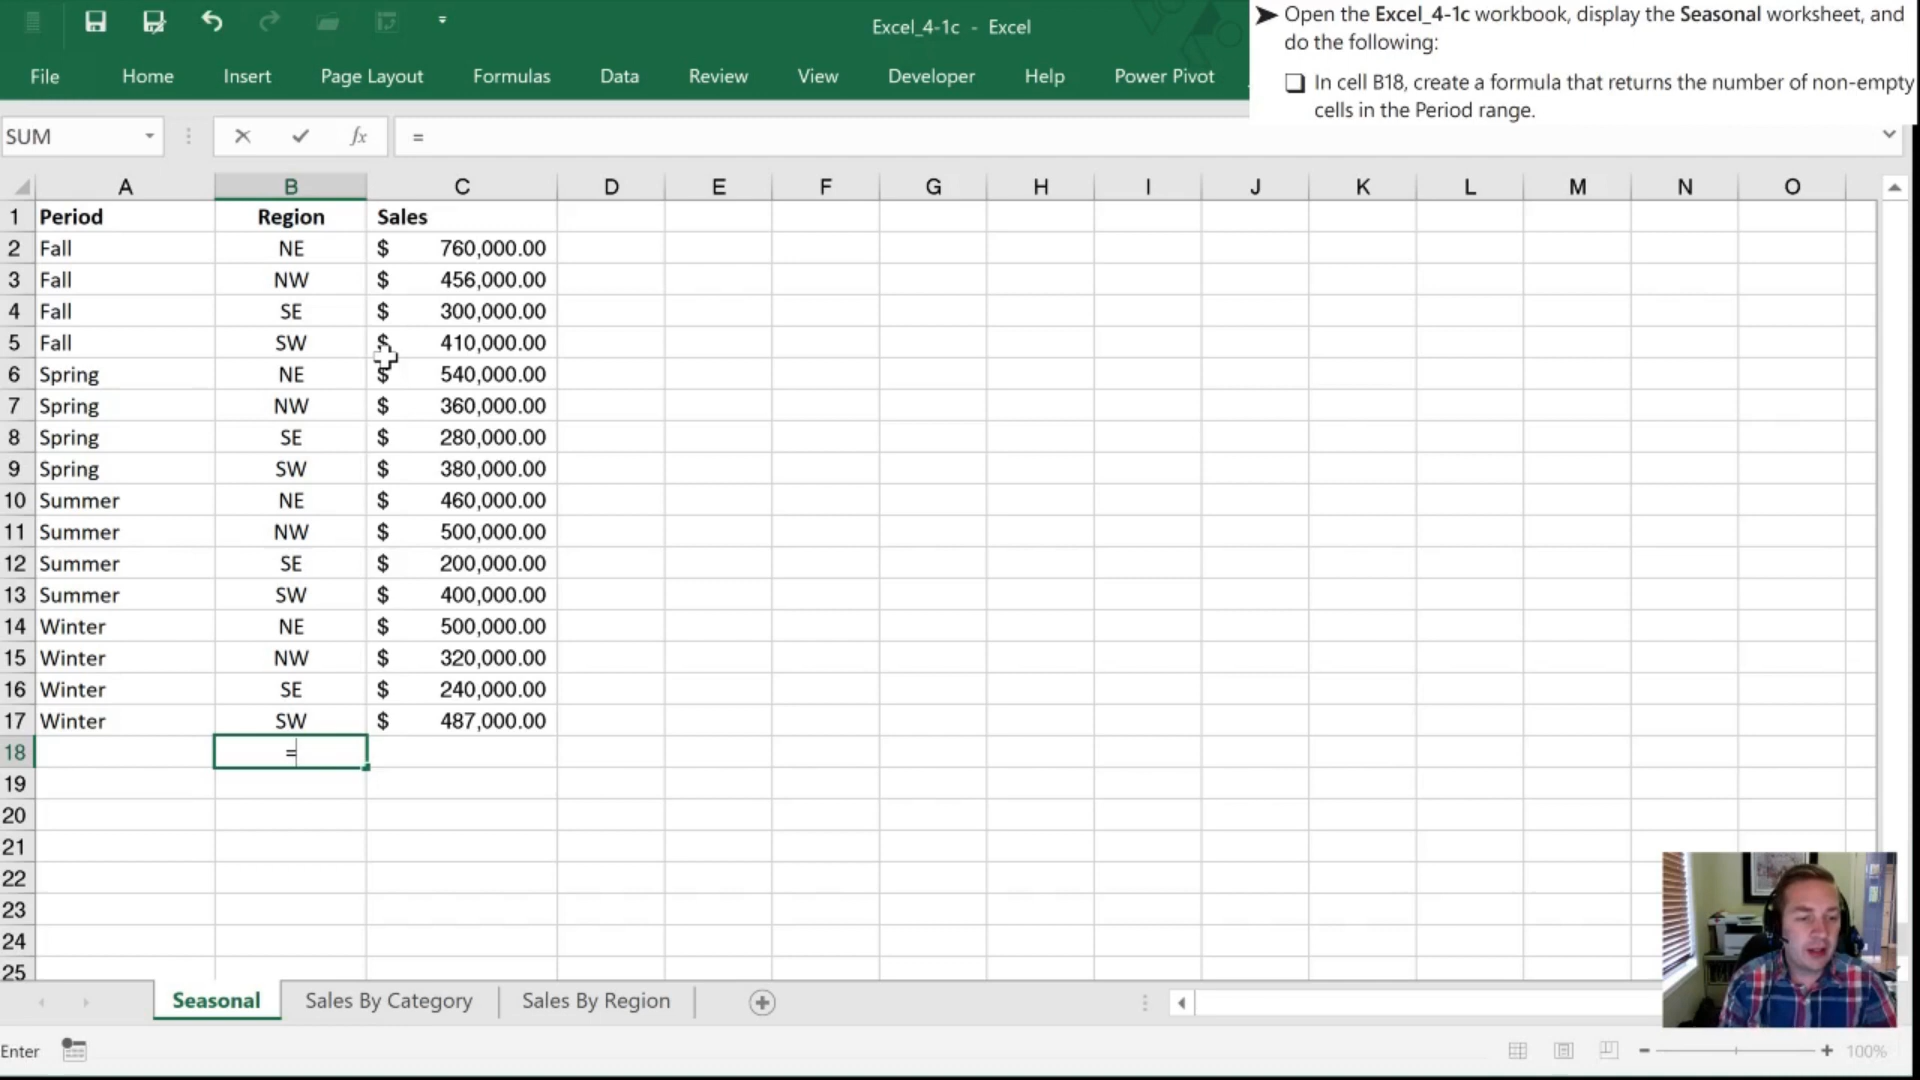 Excel_4-1c - Excel
➤ Open the Excel_4-1c workbook, display the Seasonal worksheet, and
do the following:
❑ In cell B18, create a formula that returns the number of non-empty
cells in the Period range.
File Home Insert Page Layout Formulas Data Review View Developer Help Power Pivot
SUM fx =
A B C D E F G H I J K L M N O
1 Period Region Sales
2 Fall NE $ 760,000.00
3 Fall NW $ 456,000.00
4 Fall SE $ 300,000.00
5 Fall SW $ 410,000.00
6 Spring NE $ 540,000.00
7 Spring NW $ 360,000.00
8 Spring SE $ 280,000.00
9 Spring SW $ 380,000.00
10 Summer NE $ 460,000.00
11 Summer NW $ 500,000.00
12 Summer SE $ 200,000.00
13 Summer SW $ 400,000.00
14 Winter NE $ 500,000.00
15 Winter NW $ 320,000.00
16 Winter SE $ 240,000.00
17 Winter SW $ 487,000.00
18 =
19
20
21
22
23
24
25
Seasonal Sales By Category Sales By Region
Enter 100%